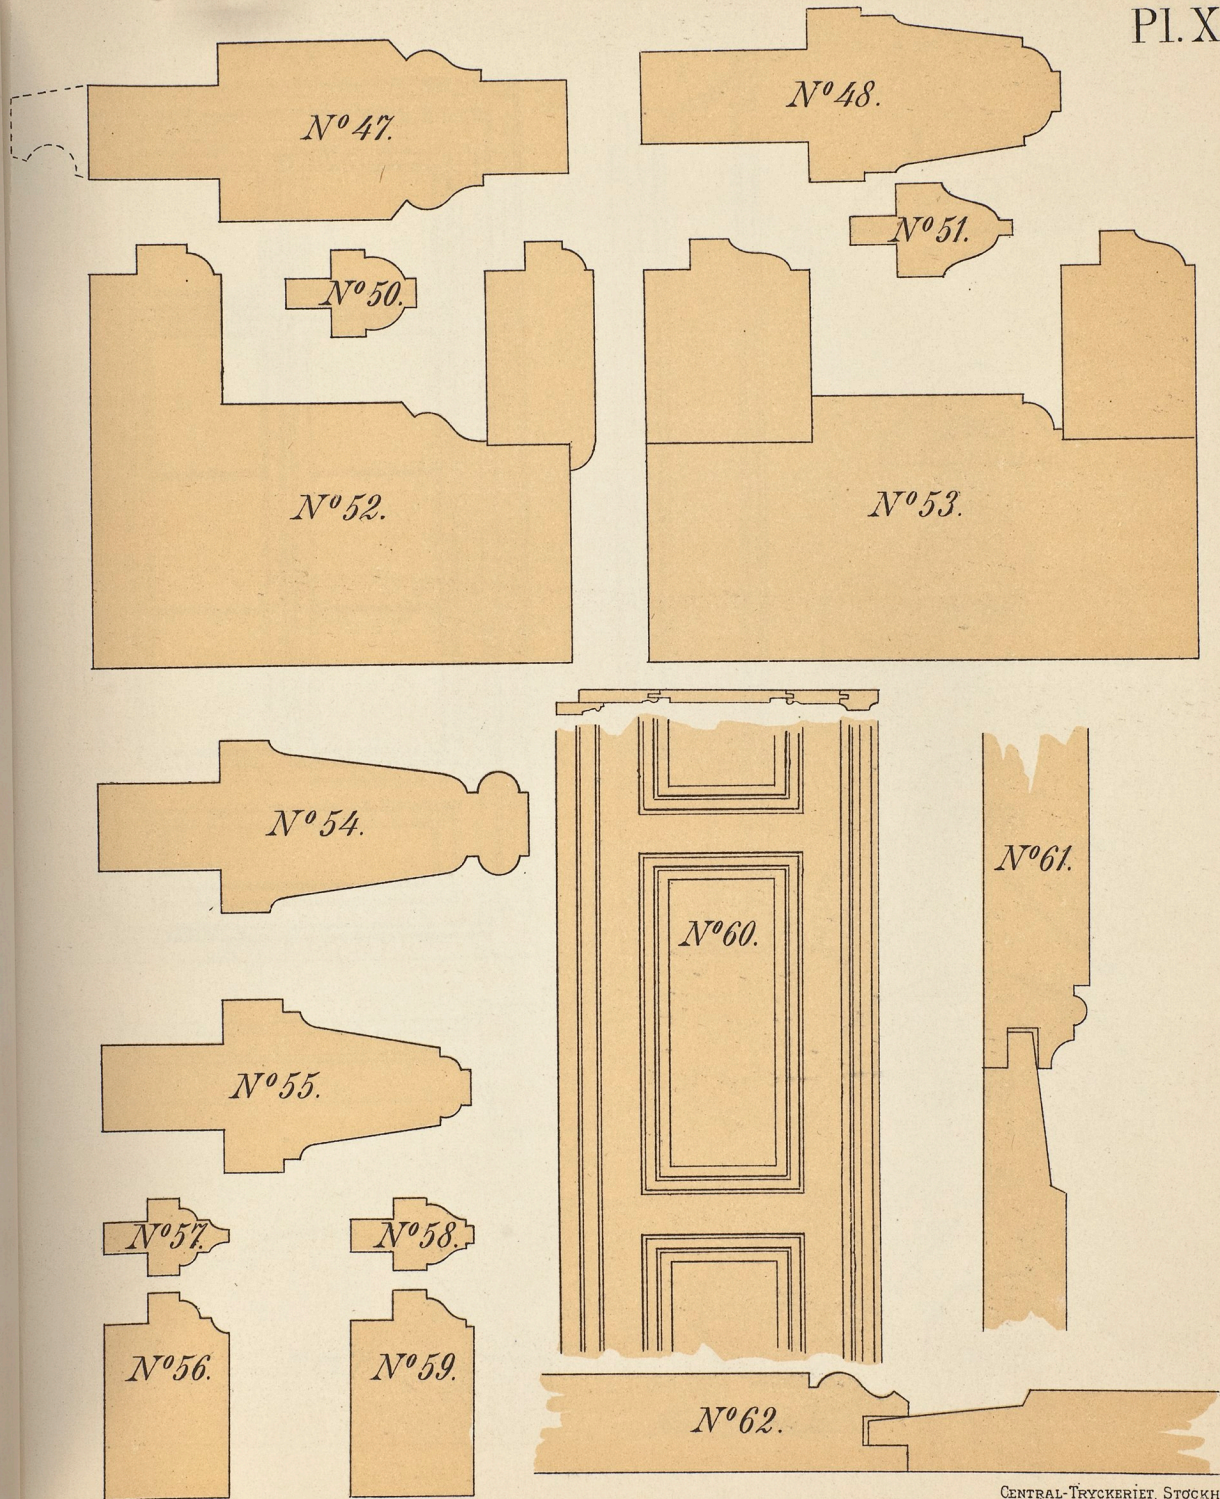 Pl. X
Nº 47.
Nº 48.
Nº 51.
Nº 50.
Nº 52.
Nº 53.
Nº 54.
Nº 61.
Nº 60.
Nº 55.
Nº 57.
Nº 58.
Nº 56.
Nº 59.
Nº 62.
CENTRAL-TRYCKERIET, STOCKH